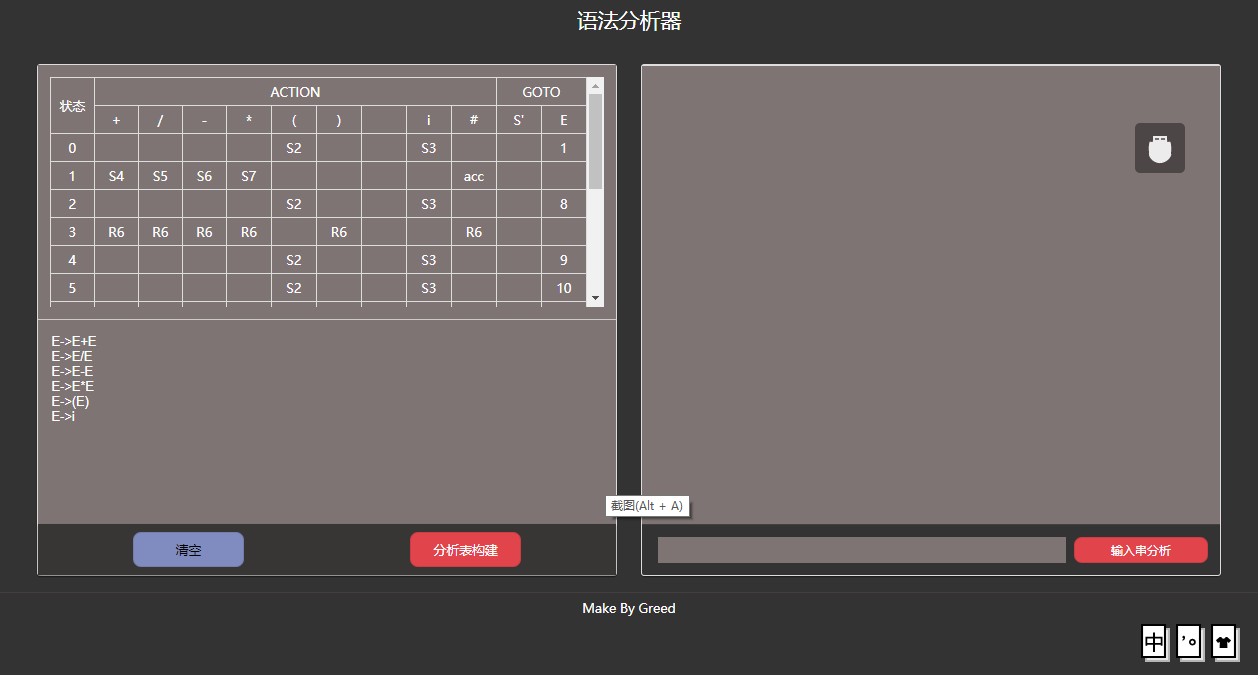 语法分析器
状态 ACTION GOTO
+ / - * ( ) i # S' E
0 S2 S3 1
1 S4 S5 S6 S7 acc
2 S2 S3 8
3 R6 R6 R6 R6 R6 R6
4 S2 S3 9
5 S2 S3 10
E->E+E
E->E/E
E->E-E
E->E*E
E->(E)
E->i
截图(Alt + A)
清空 分析表构建
输入串分析
Make By Greed
中 ’。